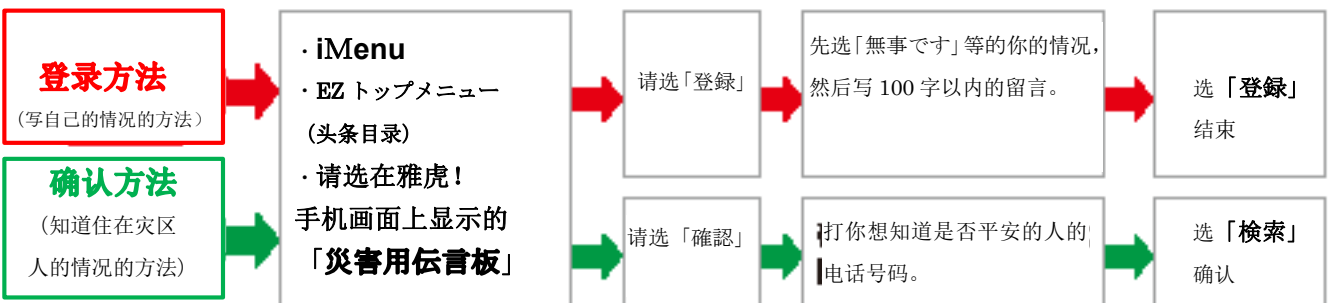 登录方法
（写自己的情况的方法）
确认方法
（知道住在灾区
人的情况的方法）
· iMenu
· EZ トップメニュー
（头条目录）
· 请选在雅虎！
手机画面上显示的
「災害用伝言板」
请选「登録」
先选「無事です」等的你的情况，
然后写 100 字以内的留言。
选「登録」
结束
请选「確認」
打你想知道是否平安的人的
电话号码。
选「検索」
确认